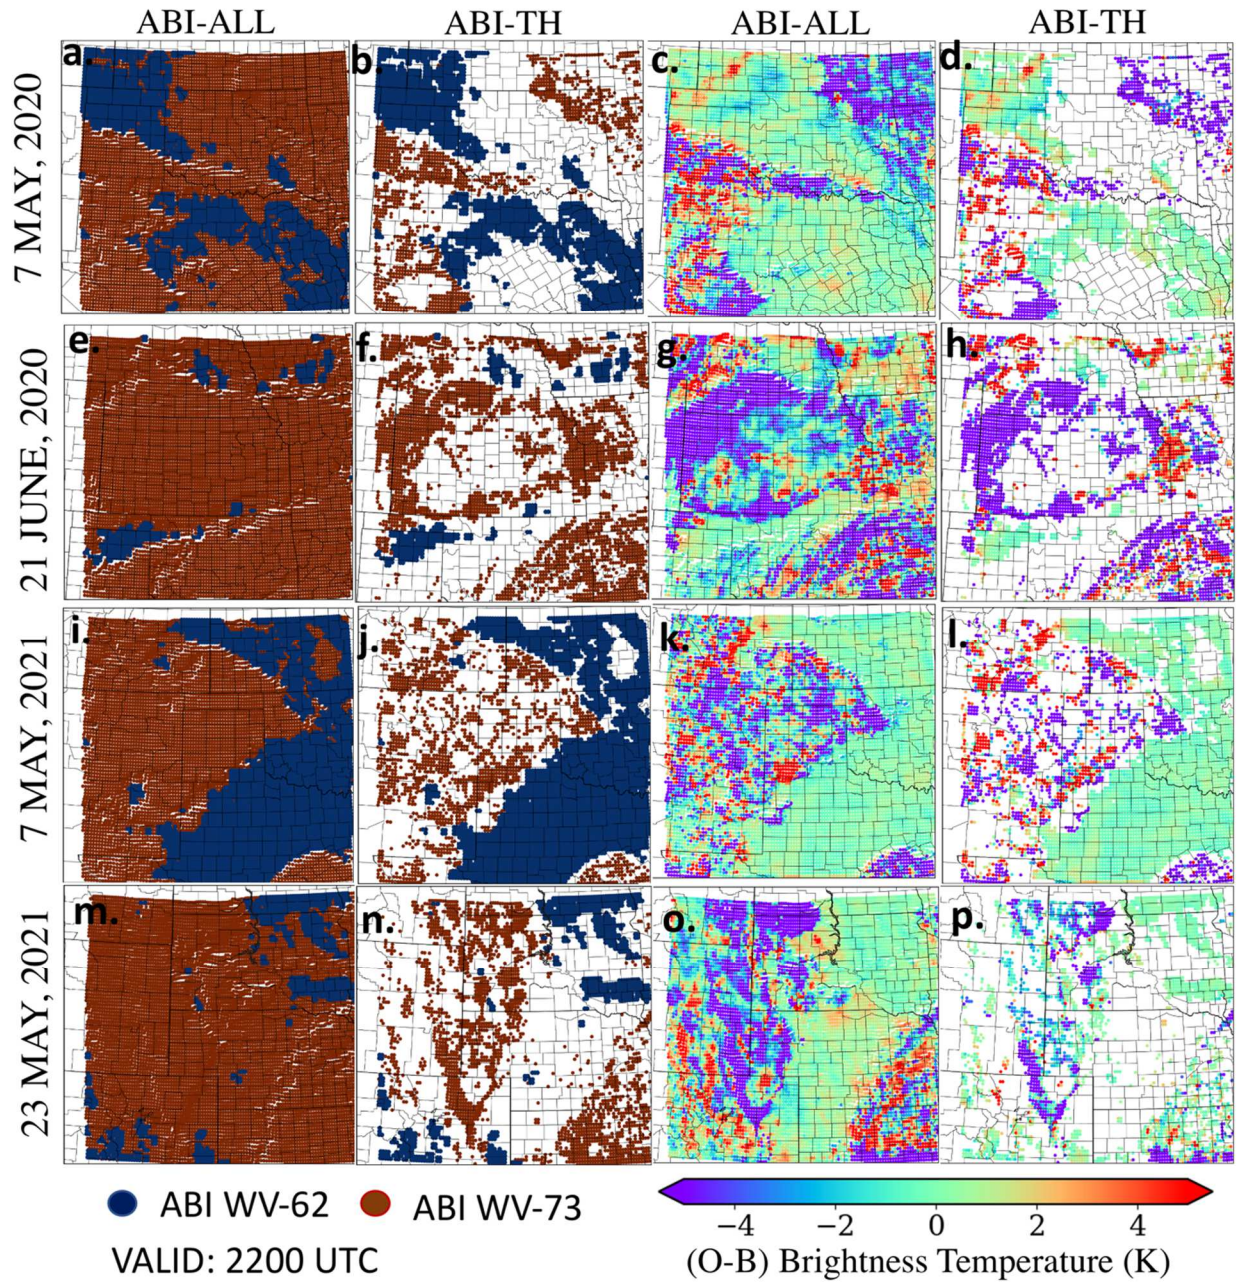 ABI-ALL ABI-TH ABI-ALL ABI-TH
7 MAY, 2020
a. b. c. d.
21 JUNE, 2020
e. f. g. h.
7 MAY, 2021
i. j. k. l.
23 MAY, 2021
m. n. o. p.
ABI WV-62 ABI WV-73
−4 −2 0 2 4
VALID: 2200 UTC
(O-B) Brightness Temperature (K)